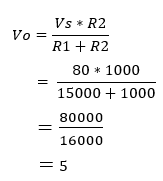 Vo = Vs * R2 / R1 + R2
= 80 * 1000 / 15000 + 1000
= 80000 / 16000
= 5